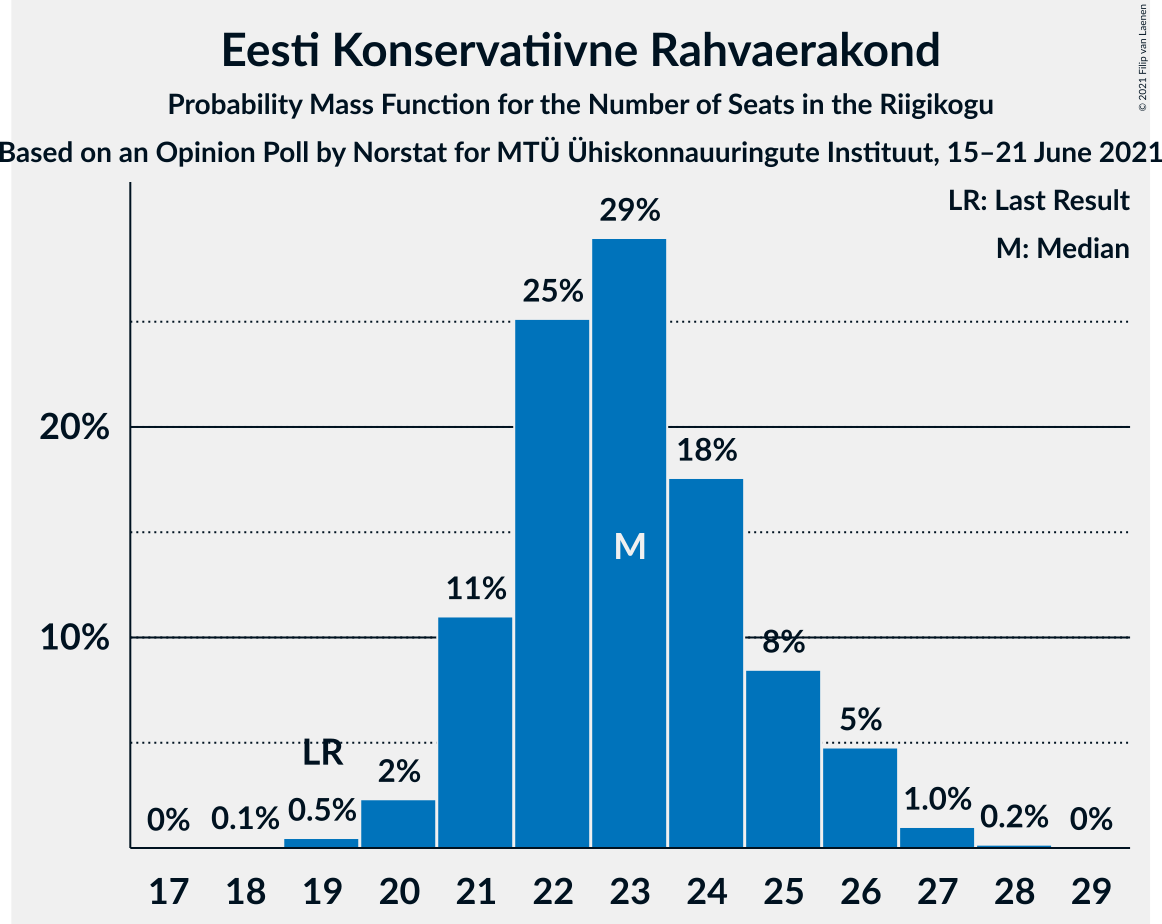 Eesti Konservatiivne Rahvaerakond
Probability Mass Function for the Number of Seats in the Riigikogu
Based on an Opinion Poll by Norstat for MTÜ Ühiskonnauuringute Instituut, 15–21 June 2021
© 2021 Filip van Laenen
LR: Last Result
M: Median
29%
25%
20%
18%
M
11%
10%
8%
5%
LR
2%
0% 0.1% 0.5% 1.0% 0.2% 0%
17 18 19 20 21 22 23 24 25 26 27 28 29